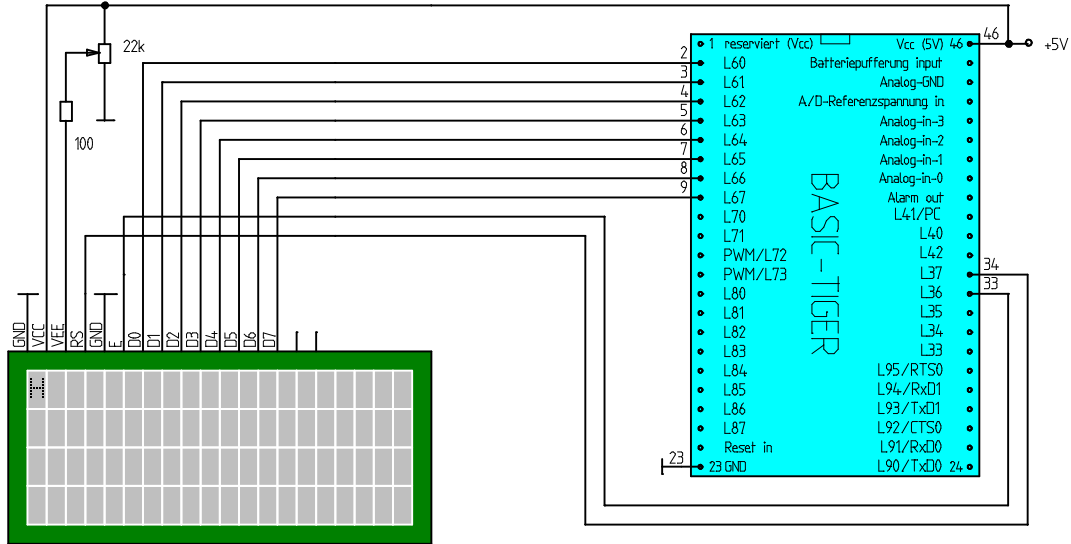 22k
100
+5V
46
1 reserviert (Vcc)
Vcc (5V) 46
2
L60
Batteriepufferung input
3
L61
Analog-GND
4
L62
A/D-Referenzspannung in
5
L63
Analog-in-3
6
L64
Analog-in-2
7
L65
Analog-in-1
8
L66
Analog-in-0
9
L67
Alarm out
L70
L41/PC
L71
L40
PWM/L72
L42
PWM/L73
L37
34
L80
L36
33
L81
L35
L82
L34
L83
L33
L84
L95/RTS0
L85
L94/RxD1
L86
L93/TxD1
L87
L92/CTS0
Reset in
L91/RxD0
23
23 GND
L90/TxD0 24
BASIC-TIGER
GND
VCC
VEE
RS
GND
E
D0
D1
D2
D3
D4
D5
D6
D7
H